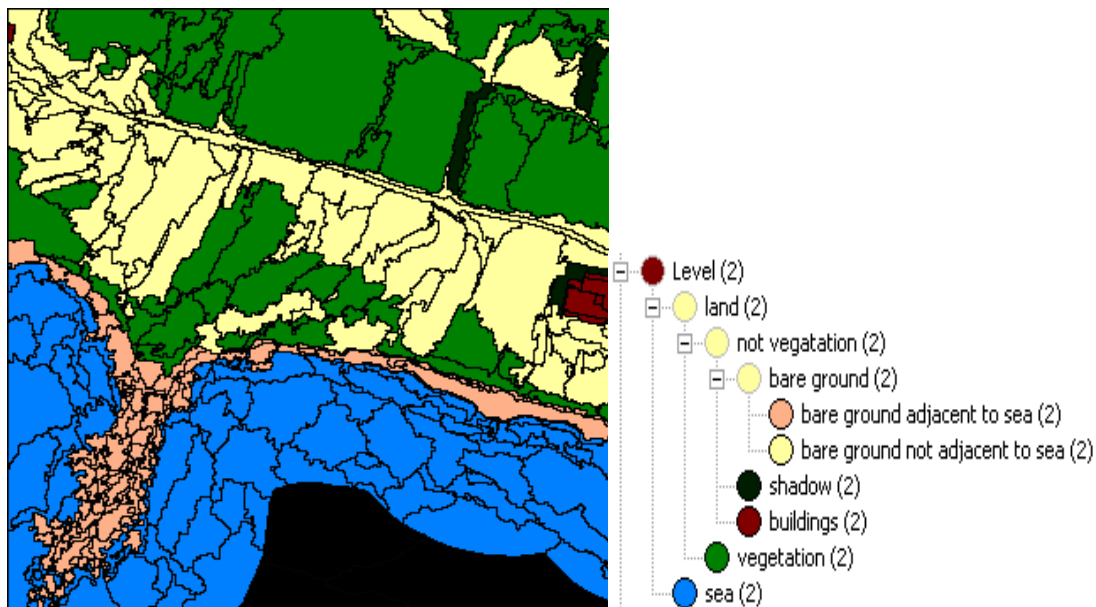 Level (2)
land (2)
not vegatation (2)
bare ground (2)
bare ground adjacent to sea (2)
bare ground not adjacent to sea (2)
shadow (2)
buildings (2)
vegetation (2)
sea (2)